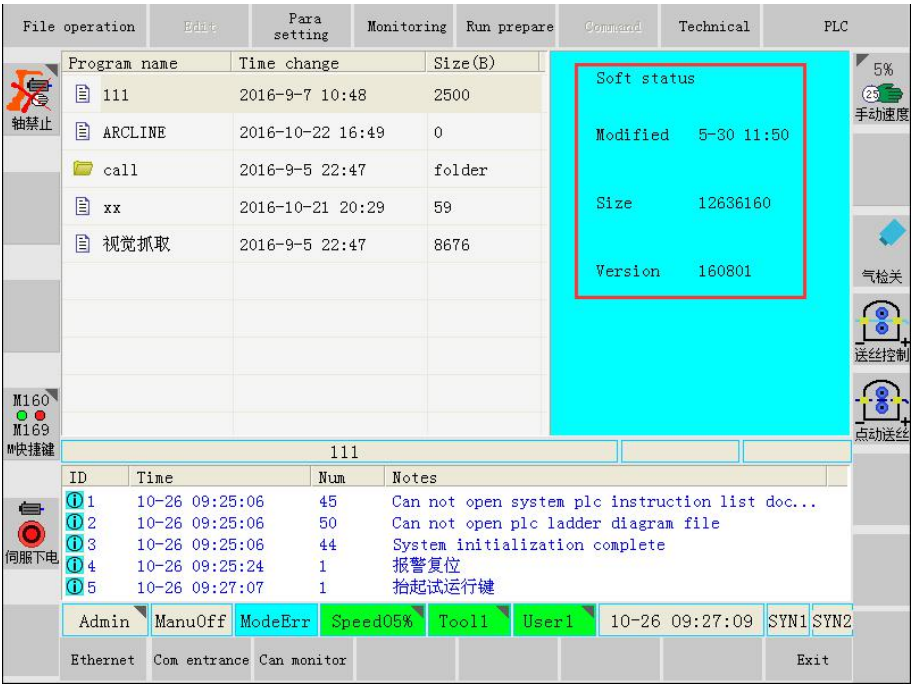 File operation Edit Para setting Monitoring Run prepare Command Technical PLC
Program name Time change Size(B)
111 2016-9-7 10:48 2500
ARCLINE 2016-10-22 16:49 0
call 2016-9-5 22:47 folder
xx 2016-10-21 20:29 59
视觉抓取 2016-9-5 22:47 8676
Soft status
Modified 5-30 11:50
Size 12636160
Version 160801
轴禁止
M160
M169
M快捷鍵
伺服下电
5%
25
手动速度
气检关
送丝控制
点动送丝
111
ID Time Num Notes
1 10-26 09:25:06 45 Can not open system plc instruction list doc...
2 10-26 09:25:06 50 Can not open plc ladder diagram file
3 10-26 09:25:06 44 System initialization complete
4 10-26 09:25:24 1 报警复位
5 10-26 09:27:07 1 抬起试运行键
Admin ManuOff ModeErr Speed05% Tool1 User1 10-26 09:27:09 SYN1 SYN2
Ethernet Com entrance Can monitor Exit